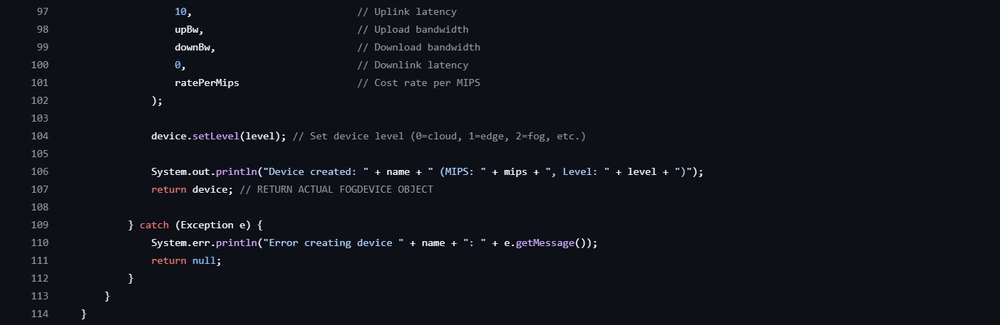 97 10, // Uplink latency
98 upBw, // Upload bandwidth
99 downBw, // Download bandwidth
100 0, // Downlink latency
101 ratePerMips // Cost rate per MIPS
102 );
103
104 device.setLevel(level); // Set device level (0=cloud, 1=edge, 2=fog, etc.)
105
106 System.out.println("Device created: " + name + " (MIPS: " + mips + ", Level: " + level + ")");
107 return device; // RETURN ACTUAL FOGDEVICE OBJECT
108
109 } catch (Exception e) {
110 System.err.println("Error creating device " + name + ": " + e.getMessage());
111 return null;
112 }
113 }
114 }